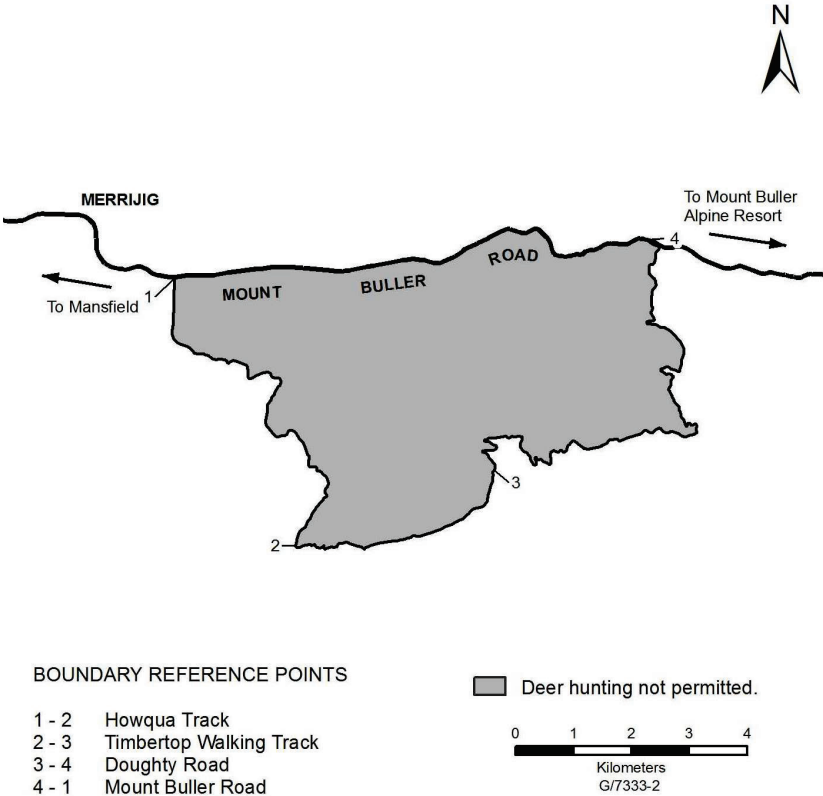 N
MERRIJIG
To Mount Buller
Alpine Resort
4
To Mansfield
1
MOUNT BULLER ROAD
3
2
BOUNDARY REFERENCE POINTS
1 - 2 Howqua Track
2 - 3 Timbertop Walking Track
3 - 4 Doughty Road
4 - 1 Mount Buller Road
Deer hunting not permitted.
0 1 2 3 4
Kilometers
G/7333-2